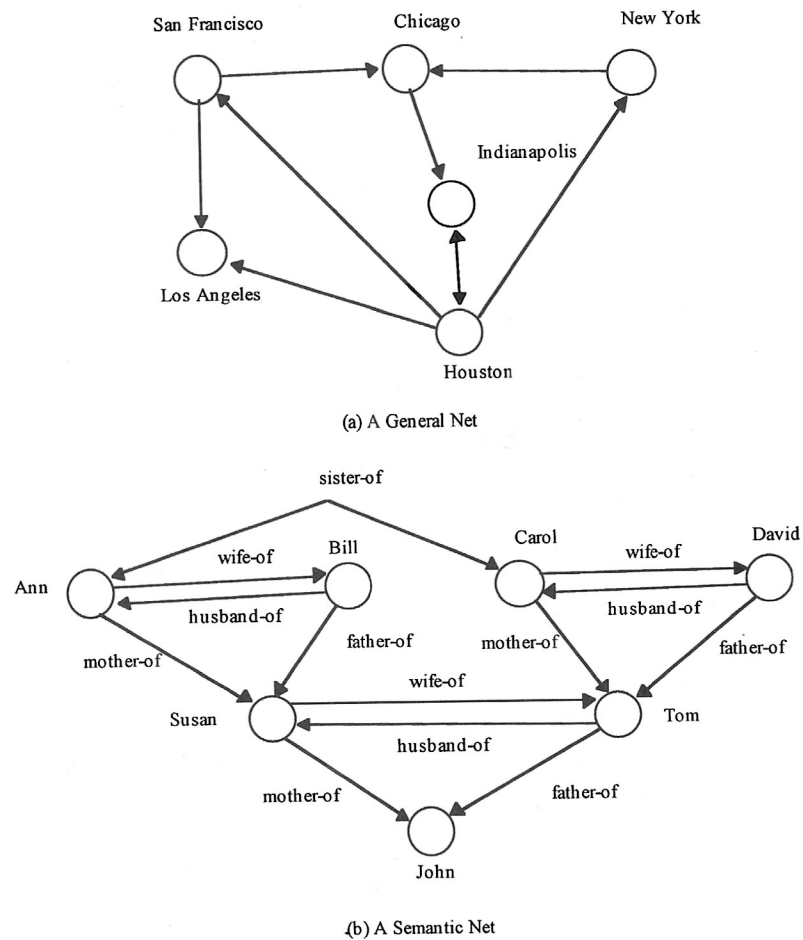 San Francisco
Chicago
New York
Indianapolis
Los Angeles
Houston
(a) A General Net
sister-of
Ann
wife-of
Bill
Carol
wife-of
David
husband-of
husband-of
mother-of
father-of
mother-of
father-of
wife-of
Susan
Tom
husband-of
mother-of
father-of
John
(b) A Semantic Net